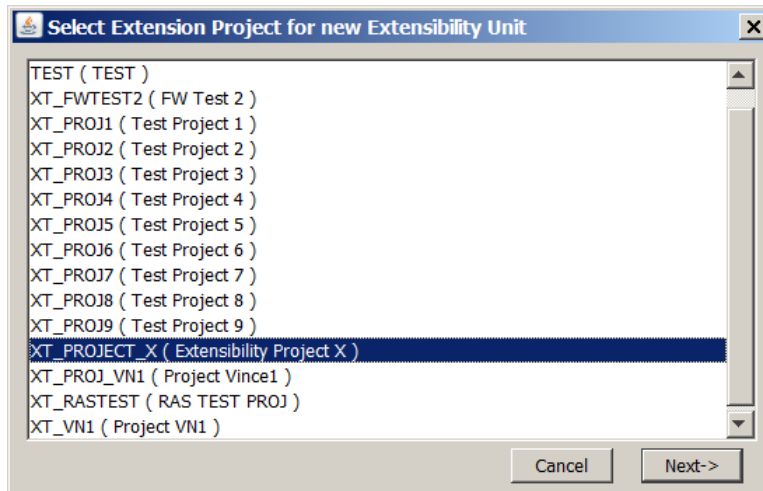 Select Extension Project for new Extensibility Unit
TEST ( TEST )
XT_FWTEST2 ( FW Test 2 )
XT_PROJ1 ( Test Project 1 )
XT_PROJ2 ( Test Project 2 )
XT_PROJ3 ( Test Project 3 )
XT_PROJ4 ( Test Project 4 )
XT_PROJ5 ( Test Project 5 )
XT_PROJ6 ( Test Project 6 )
XT_PROJ7 ( Test Project 7 )
XT_PROJ8 ( Test Project 8 )
XT_PROJ9 ( Test Project 9 )
XT_PROJECT_X ( Extensibility Project X )
XT_PROJ_VN1 ( Project Vince1 )
XT_RASTEST ( RAS TEST PROJ )
XT_VN1 ( Project VN1 )
Cancel Next->